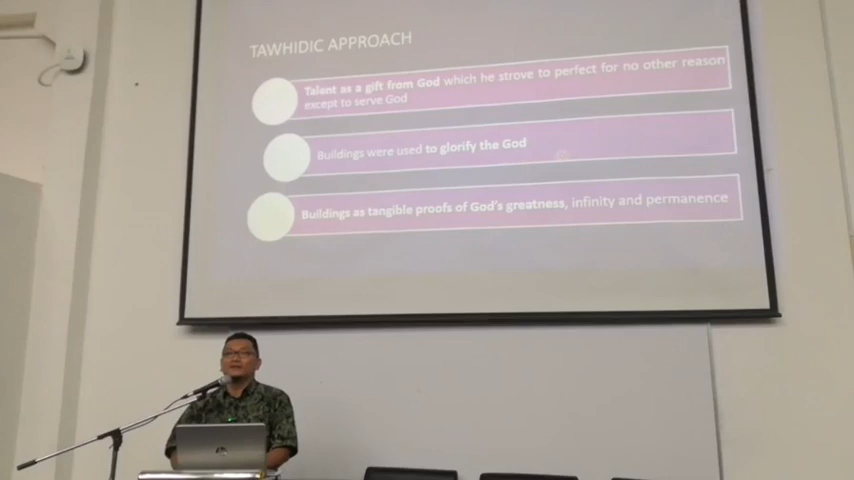 TAWHIDIC APPROACH
Talent as a gift from God which he strove to perfect for no other reason
except to serve God
Buildings were used to glorify the God
Buildings as tangible proofs of God's greatness, infinity and permanence
hp